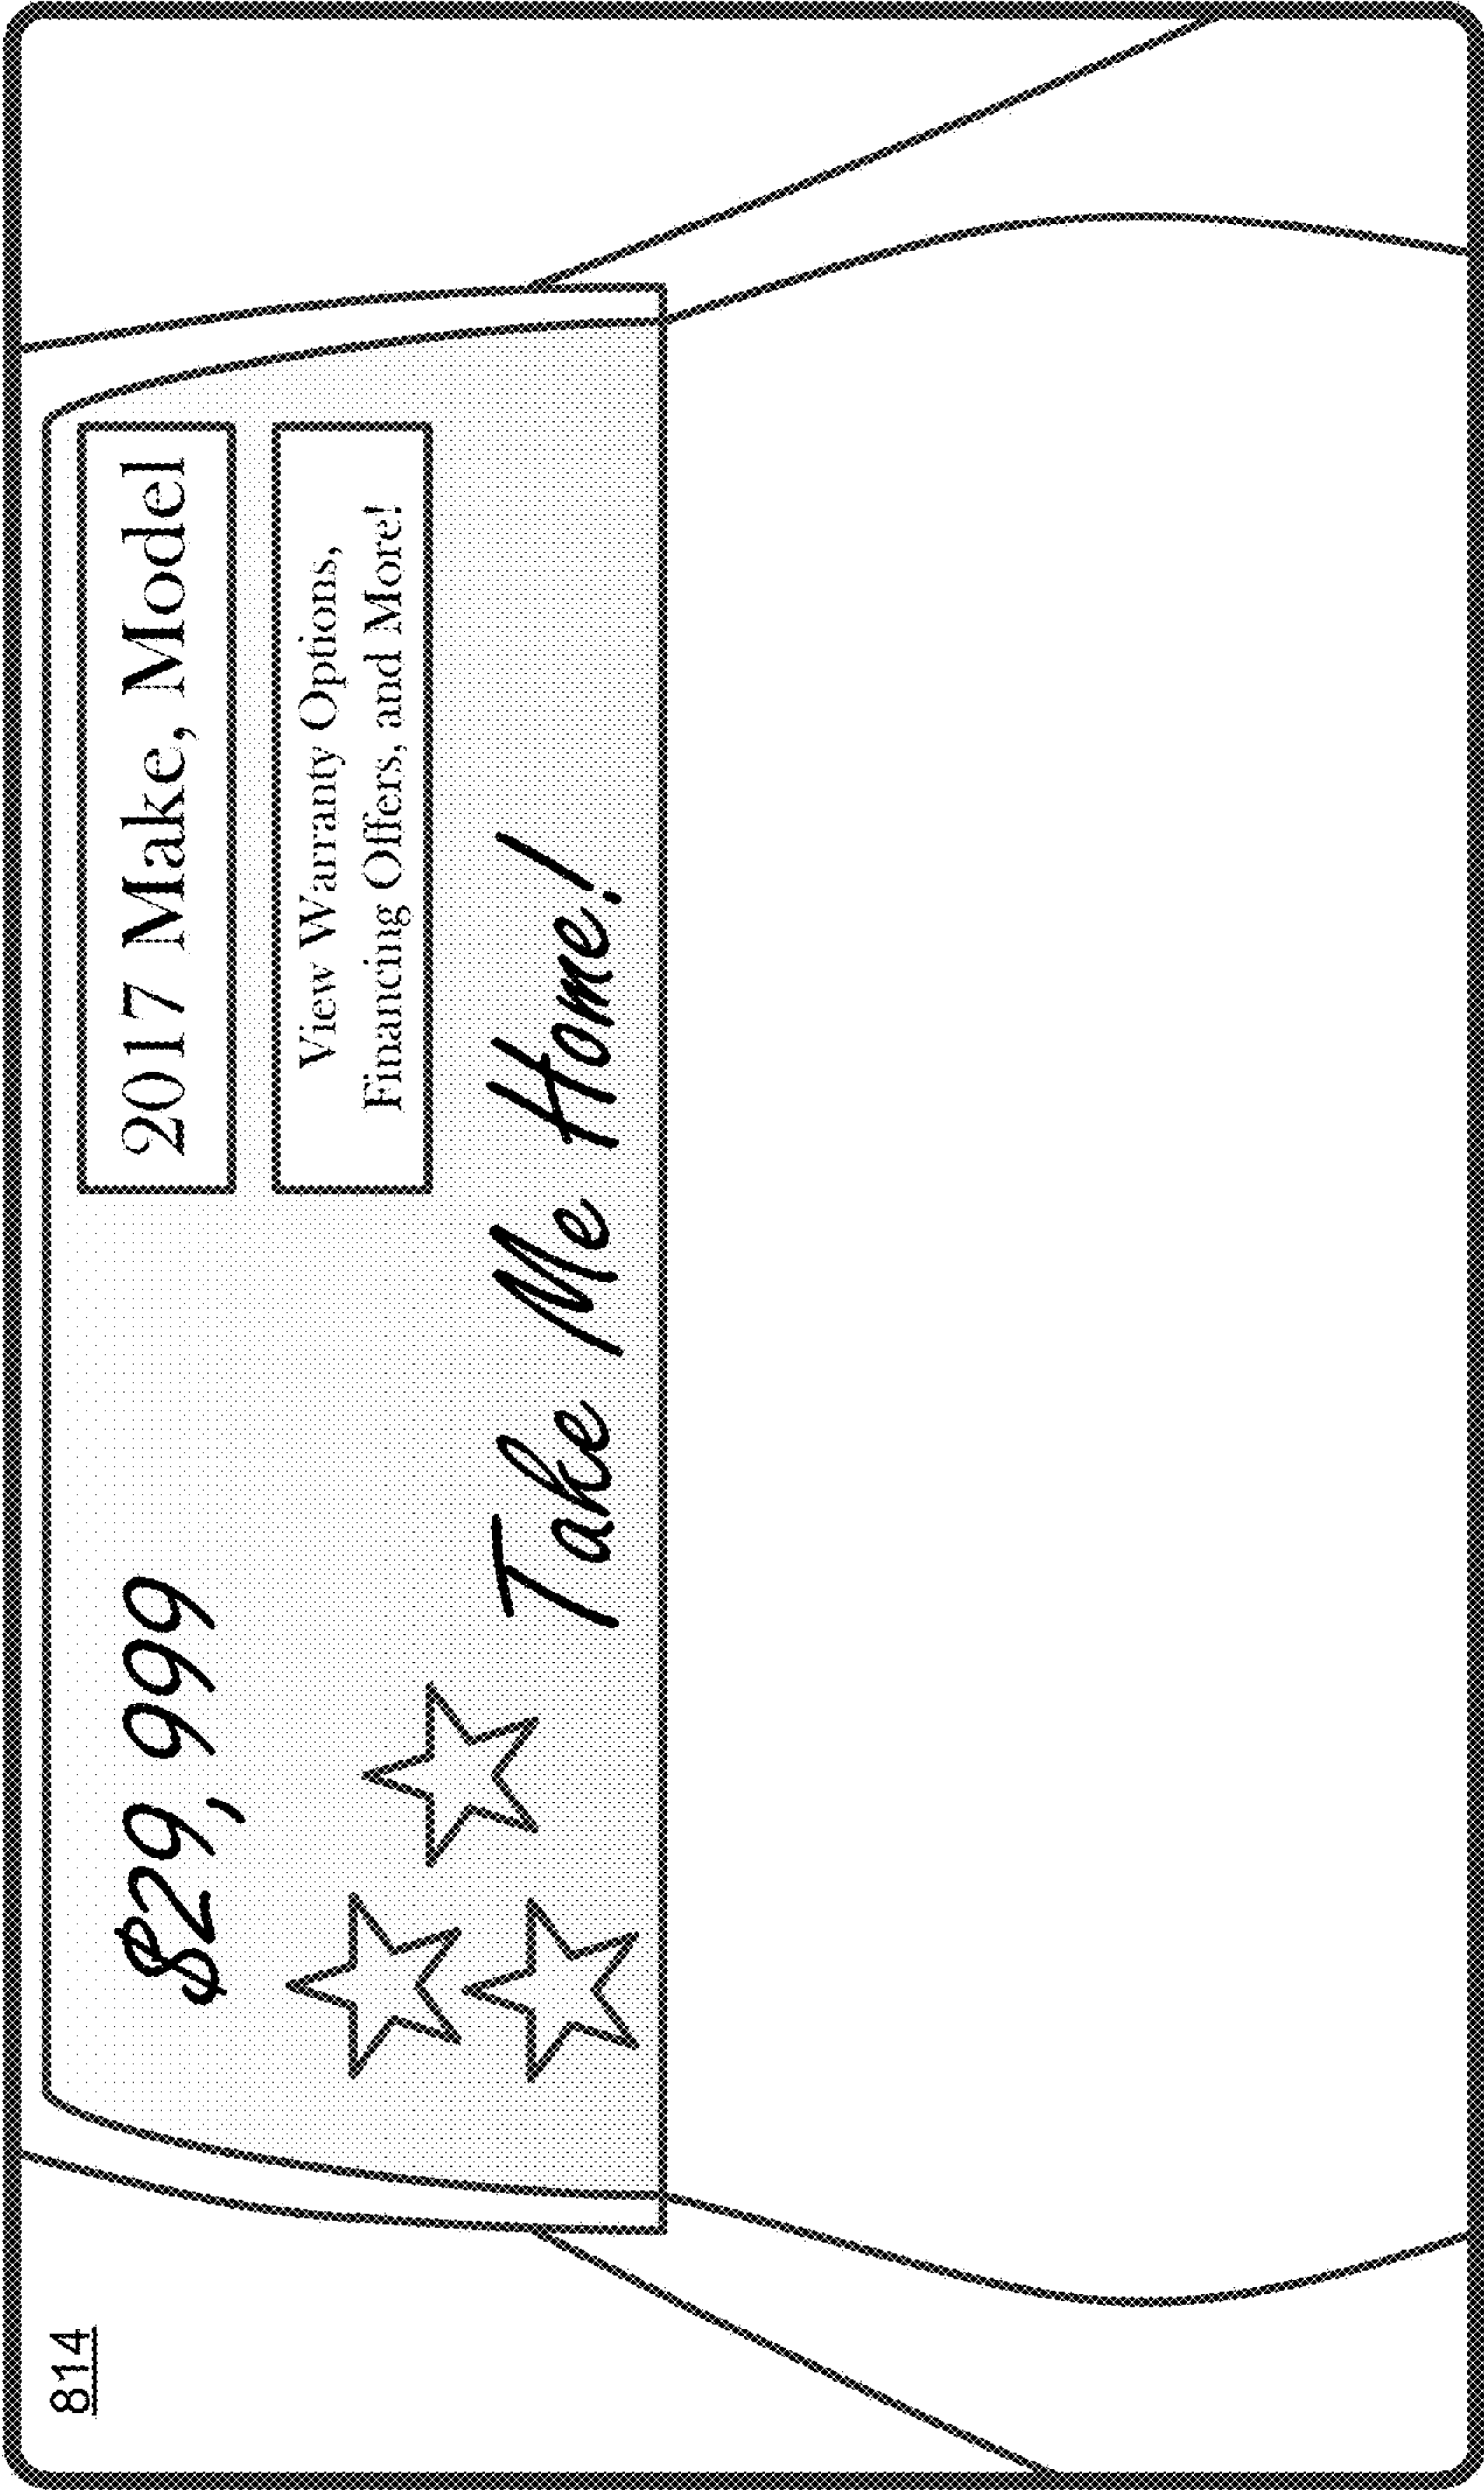 814
$29,999
2017 Make, Model
View Warranty Options,
Financing Offers, and More!
Take Me Home!